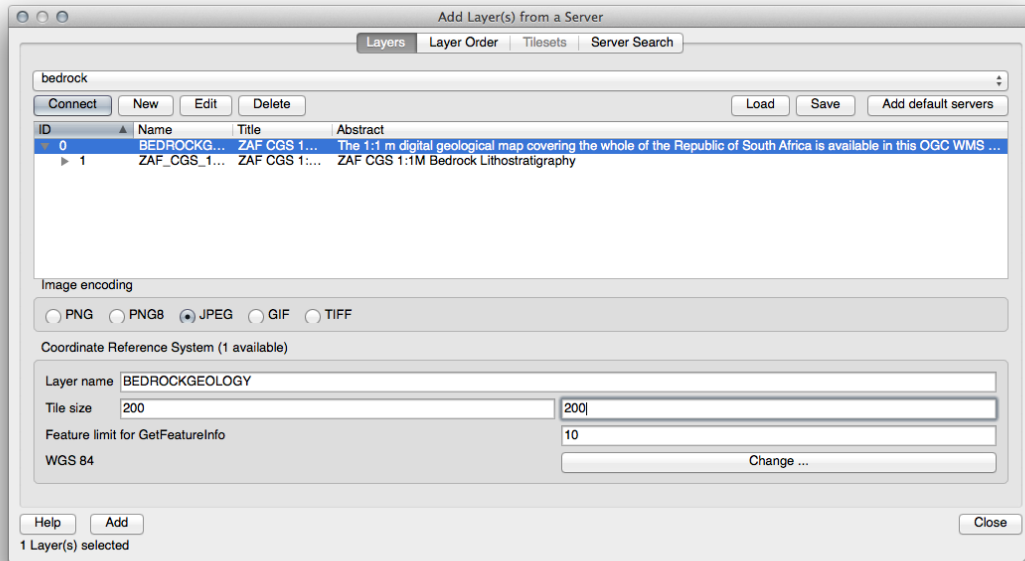 Add Layer(s) from a Server
Layers Layer Order Tilesets Server Search
bedrock
Connect New Edit Delete Load Save Add default servers
ID Name Title Abstract
0 BEDROCKG... ZAF CGS 1... The 1:1 m digital geological map covering the whole of the Republic of South Africa is available in this OGC WMS ...
1 ZAF_CGS_1... ZAF CGS 1:... ZAF CGS 1:1M Bedrock Lithostratigraphy
Image encoding
PNG PNG8 JPEG GIF TIFF
Coordinate Reference System (1 available)
Layer name BEDROCKGEOLOGY
Tile size 200 200
Feature limit for GetFeatureInfo 10
WGS 84 Change ...
Help Add Close
1 Layer(s) selected